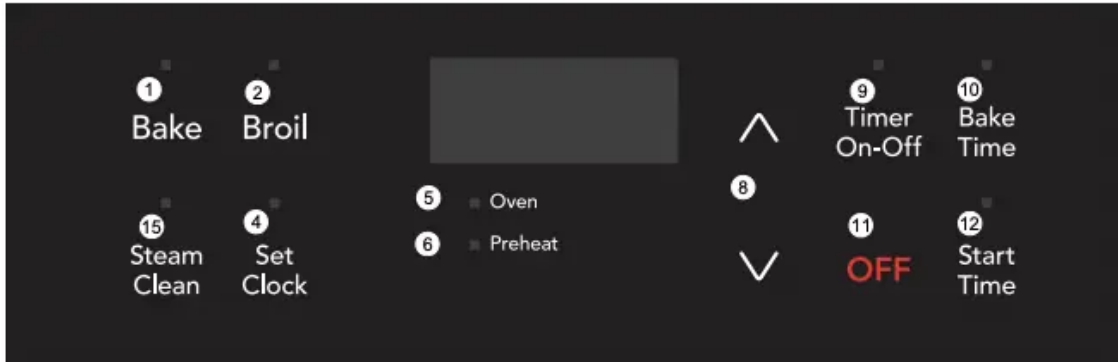 1
2
Bake
Broil
9
Timer
On-Off
10
Bake
Time
5
Oven
6
Preheat
8
15
Steam
Clean
4
Set
Clock
11
OFF
12
Start
Time